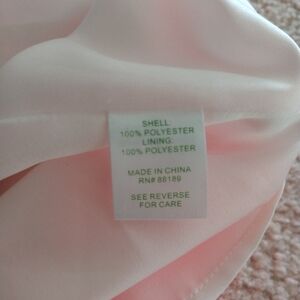 SHELL:
100% POLYESTER
LINING:
100% POLYESTER
MADE IN CHINA
RN# 88189
SEE REVERSE
FOR CARE